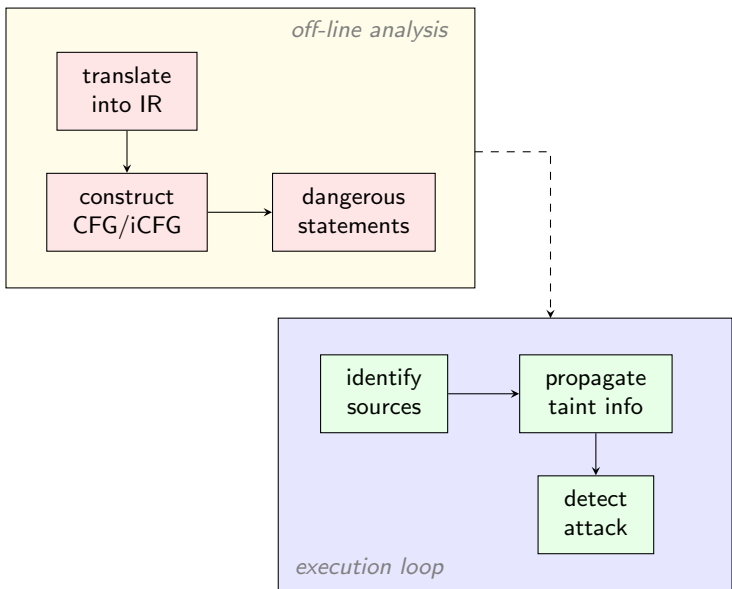 off-line analysis
translate
into IR
construct
CFG/iCFG
dangerous
statements
identify
sources
propagate
taint info
detect
attack
execution loop